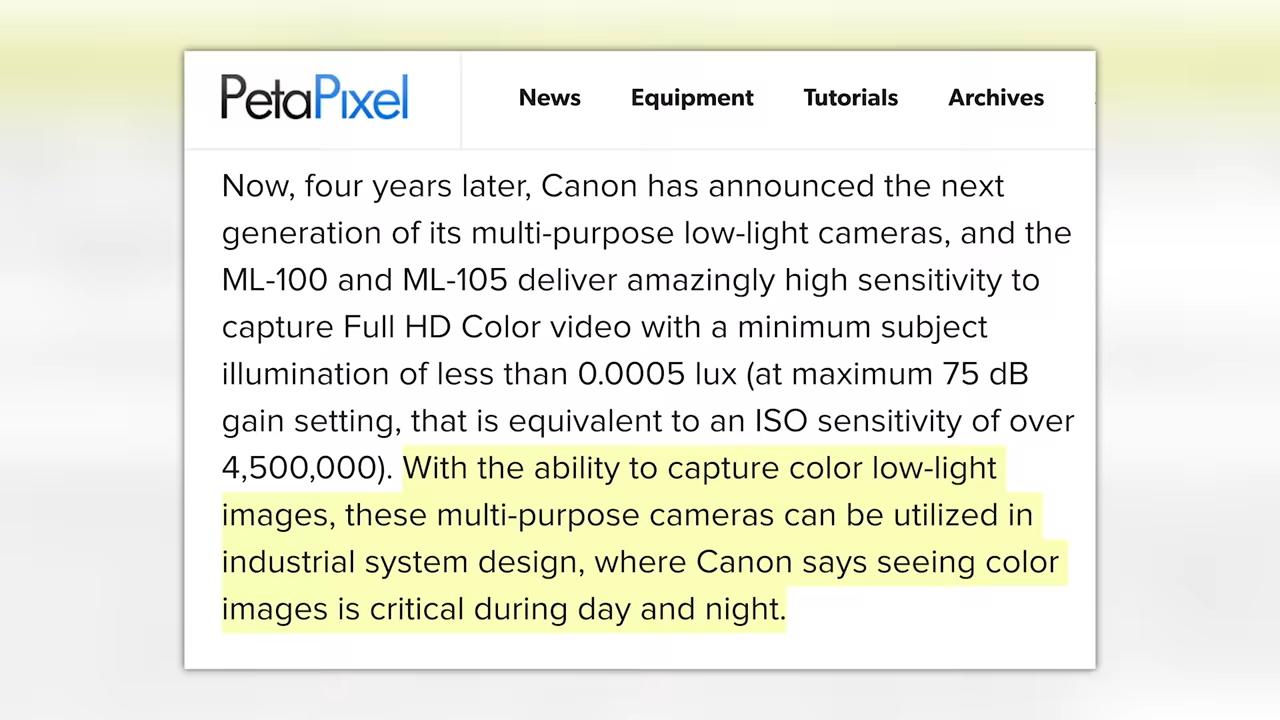 PetaPixel
News Equipment Tutorials Archives
Now, four years later, Canon has announced the next
generation of its multi-purpose low-light cameras, and the
ML-100 and ML-105 deliver amazingly high sensitivity to
capture Full HD Color video with a minimum subject
illumination of less than 0.0005 lux (at maximum 75 dB
gain setting, that is equivalent to an ISO sensitivity of over
4,500,000). With the ability to capture color low-light
images, these multi-purpose cameras can be utilized in
industrial system design, where Canon says seeing color
images is critical during day and night.